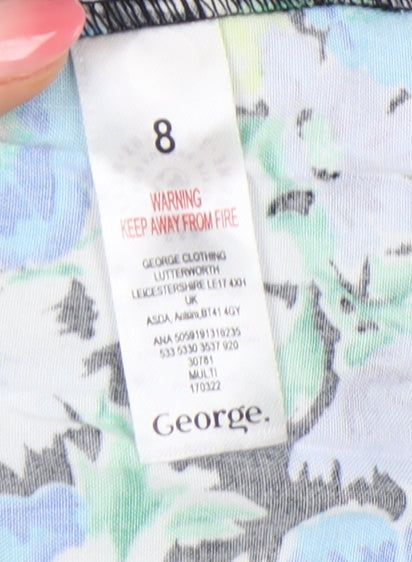 8
WARNING
KEEP AWAY FROM FIRE
GEORGE CLOTHING
LUTTERWORTH
LEICESTERSHIRE LE17 4XH
UK
ASDA, Antrim, BT41 4GY
ANA 5059191316235
533 5330 3537 920
30781
MULTI
170322
George.